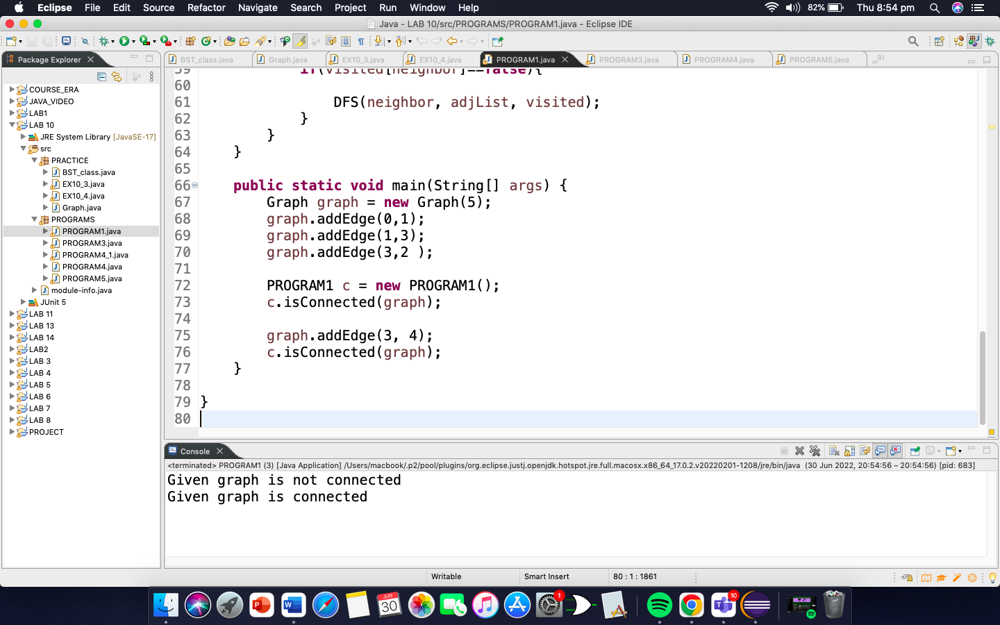 Eclipse File Edit Source Refactor Navigate Search Project Run Window Help 82% Thu 8:54 pm
Java - LAB 10/src/PROGRAMS/PROGRAM1.java - Eclipse IDE
Package Explorer
COURSE_ERA
JAVA_VIDEO
LAB1
LAB 10
JRE System Library [JavaSE-17]
src
PRACTICE
BST_class.java
EX10_3.java
EX10_4.java
Graph.java
PROGRAMS
PROGRAM1.java
PROGRAM3.java
PROGRAM4_1.java
PROGRAM4.java
PROGRAM5.java
module-info.java
JUnit 5
LAB 11
LAB 13
LAB 14
LAB2
LAB 3
LAB 4
LAB 5
LAB 6
LAB 7
LAB 8
PROJECT
BST_class.java Graph.java EX10_3.java EX10_4.java PROGRAM1.java PROGRAM3.java PROGRAM4.java PROGRAM5.java
59 if(visited[neighbor]==false){
60
61 DFS(neighbor, adjList, visited);
62 }
63 }
64 }
65
66 public static void main(String[] args) {
67 Graph graph = new Graph(5);
68 graph.addEdge(0,1);
69 graph.addEdge(1,3);
70 graph.addEdge(3,2 );
71
72 PROGRAM1 c = new PROGRAM1();
73 c.isConnected(graph);
74
75 graph.addEdge(3, 4);
76 c.isConnected(graph);
77 }
78
79 }
80
Console
<terminated> PROGRAM1 (3) [Java Application] /Users/macbook/.p2/pool/plugins/org.eclipse.justj.openjdk.hotspot.jre.full.macosx.x86_64_17.0.2.v20220201-1208/jre/bin/java (30 Jun 2022, 20:54:56 – 20:54:56) [pid: 683]
Given graph is not connected
Given graph is connected
Writable Smart Insert 80 : 1 : 1861
JUN
30
1
10